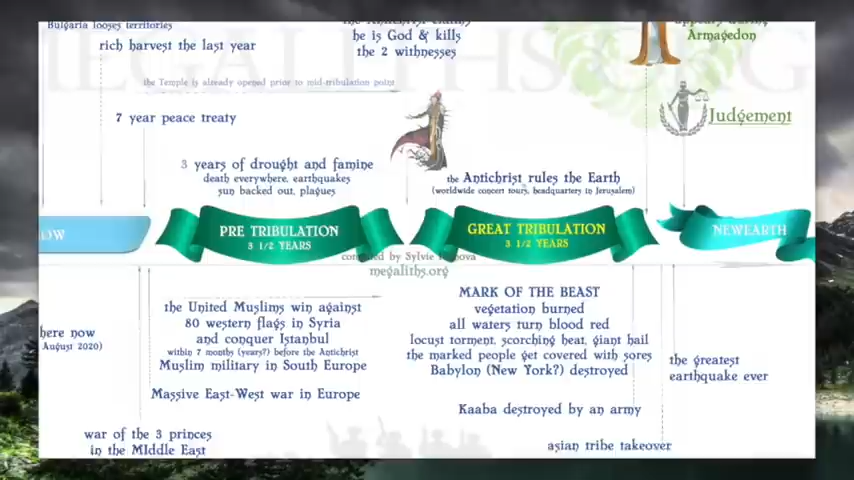 Bulgaria looses territories
rich harvest the last year
he is God & kills
the 2 withnesses
appears during
Armagedon
the Temple is already opened prior to mid-tribulation point
7 year peace treaty
Judgement
3 years of drought and famine
death everywhere, earthquakes
sun backed out, plagues
the Antichrist rules the Earth
(worldwide concert tours, headquarters in Jerusalem)
PRE TRIBULATION
3 1/2 YEARS
GREAT TRIBULATION
3 1/2 YEARS
NEW EARTH
by Sylvie
megaliths.org
the United Muslims win against
80 western flags in Syria
and conquer Istanbul
within 7 months (years?) before the Antichrist
Muslim military in South Europe
Massive East-West war in Europe
MARK OF THE BEAST
vegetation burned
all waters turn blood red
locust torment, scorching heat, giant hail
the marked people get covered with sores
Babylon (New York?) destroyed
Kaaba destroyed by an army
asian tribe takeover
the greatest
earthquake ever
here now
August 2020)
war of the 3 princes
in the MIddle East